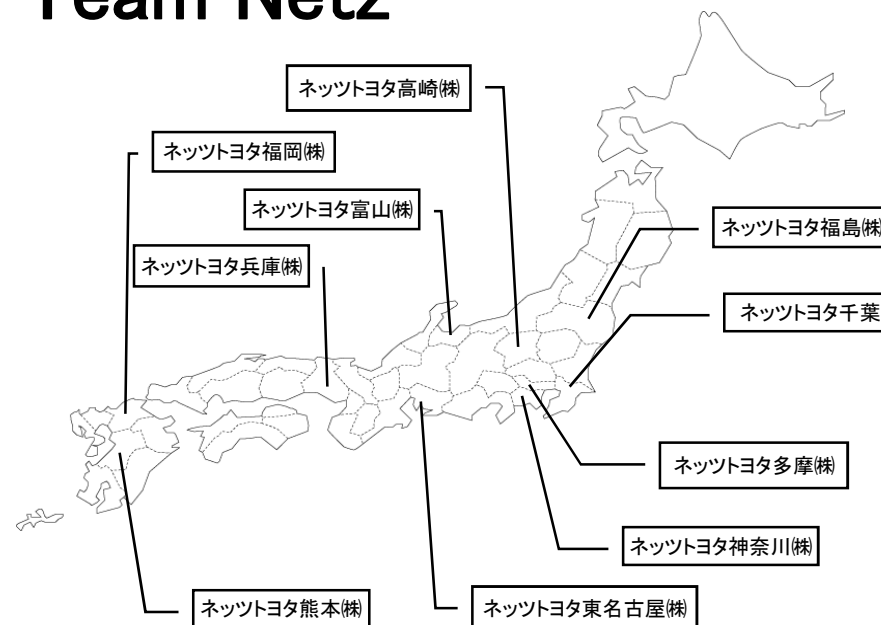 Team Netz
ネッツトヨタ高崎㈱
ネッツトヨタ福岡㈱
ネッツトヨタ富山㈱
ネッツトヨタ福島㈱
ネッツトヨタ兵庫㈱
ネッツトヨタ千葉
ネッツトヨタ多摩㈱
ネッツトヨタ神奈川㈱
ネッツトヨタ熊本㈱
ネッツトヨタ東名古屋㈱